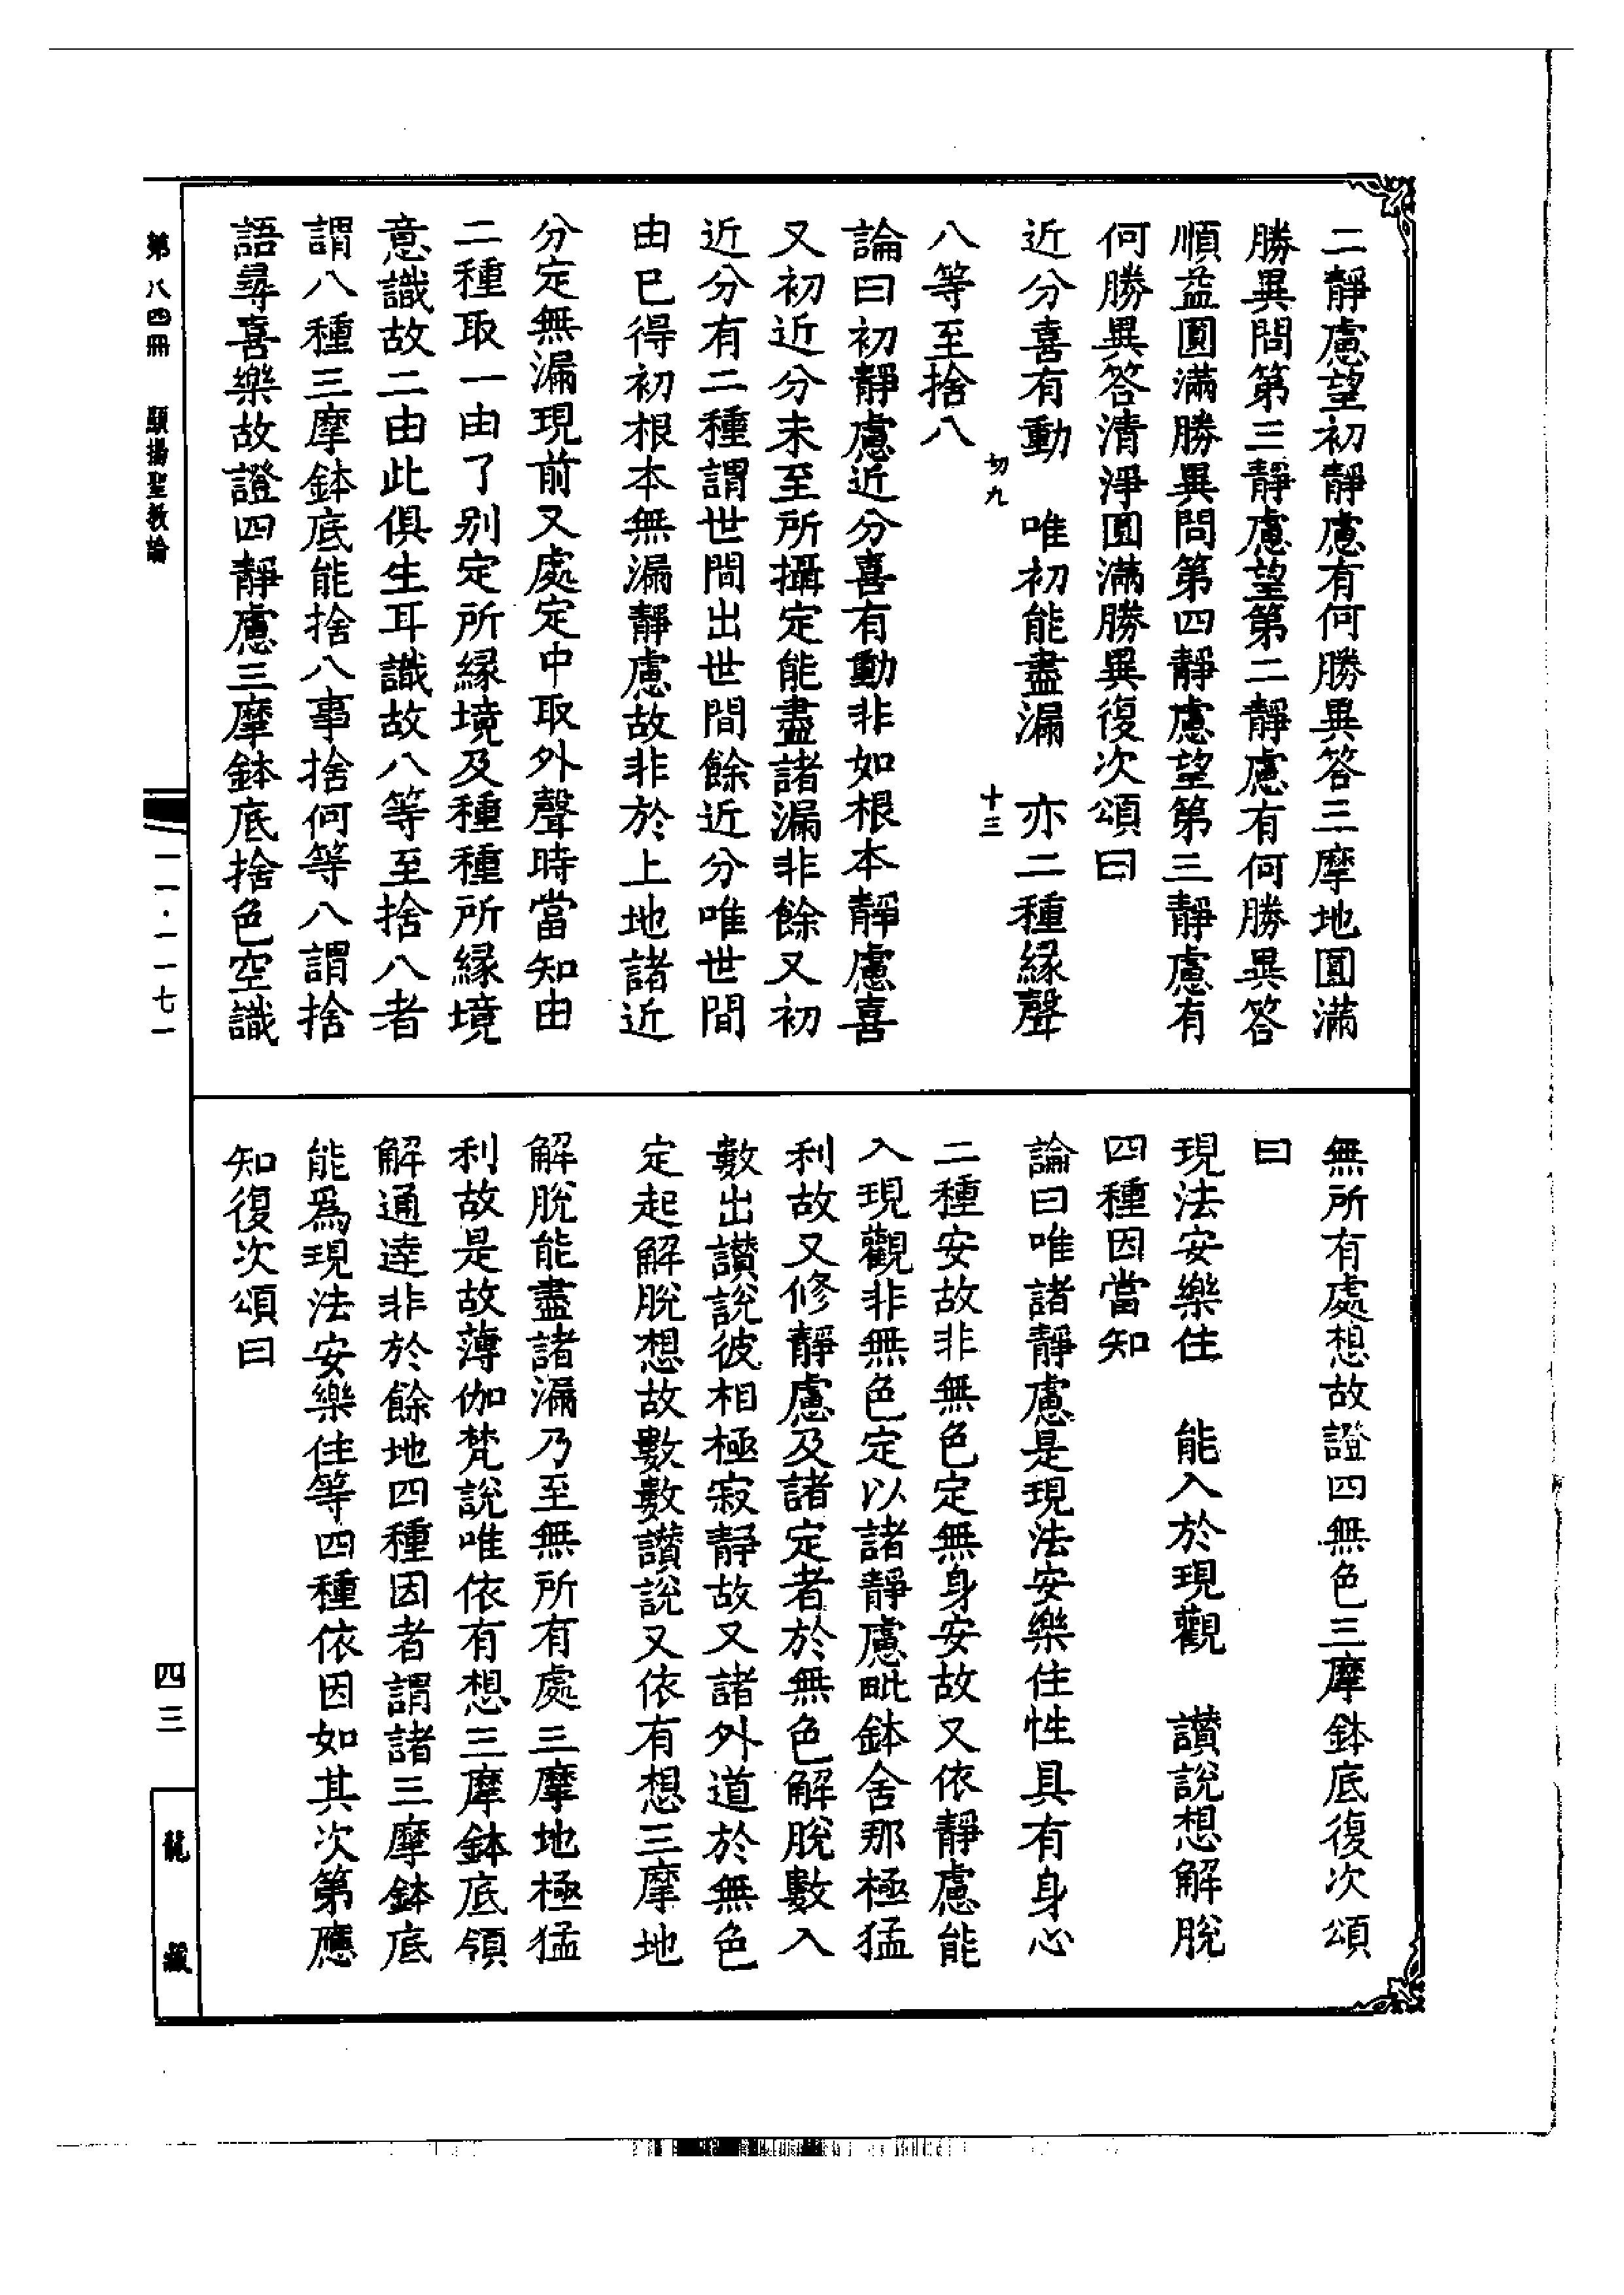 二靜慮望初靜慮有何勝異答三摩地圓滿
勝異問第三靜慮望第二靜慮有何勝異答
順益圓滿勝異問第四靜慮望第三靜慮有
何勝異答清淨圓滿勝異復次頌曰
近分喜有動　唯初能盡漏　亦二種緣聲
切九　十三
八等至捨八
論曰初靜慮近分喜有動非如根本靜慮喜
又初近分未至所攝定能盡諸漏非餘又初
近分有二種謂世間出世間餘近分唯世間
由已得初根本無漏靜慮故非於上地諸近
分定無漏現前又處定中取外聲時當知由
二種取一由了别定所緣境及種種所緣境
意識故二由此俱生耳識故八等至捨八者
謂八種三摩鉢底能捨八事捨何等八謂捨
語尋喜樂故證四靜慮三摩鉢底捨色空識
無所有處想故證四無色三摩鉢底復次頌
曰
現法安樂住　能入於現觀　讃說想解脫
四種因當知
論曰唯諸靜慮是現法安樂住性具有身心
二種安故非無色定無身安故又依靜慮能
入現觀非無色定以諸靜慮毗鉢舍那極猛
利故又修靜慮及諸定者於無色解脫數入
數出讃說彼相極寂靜故又諸外道於無色
定起解脫想故數數讃說又依有想三摩地
解脫能盡諸漏乃至無所有處三摩地極猛
利故是故薄伽梵說唯依有想三摩鉢底領
解通達非於餘地四種因者謂諸三摩鉢底
能爲現法安樂住等四種依因如其次第應
知復次頌曰
第八四冊　顯揚聖教論
一一·一一七一
四三
龍藏